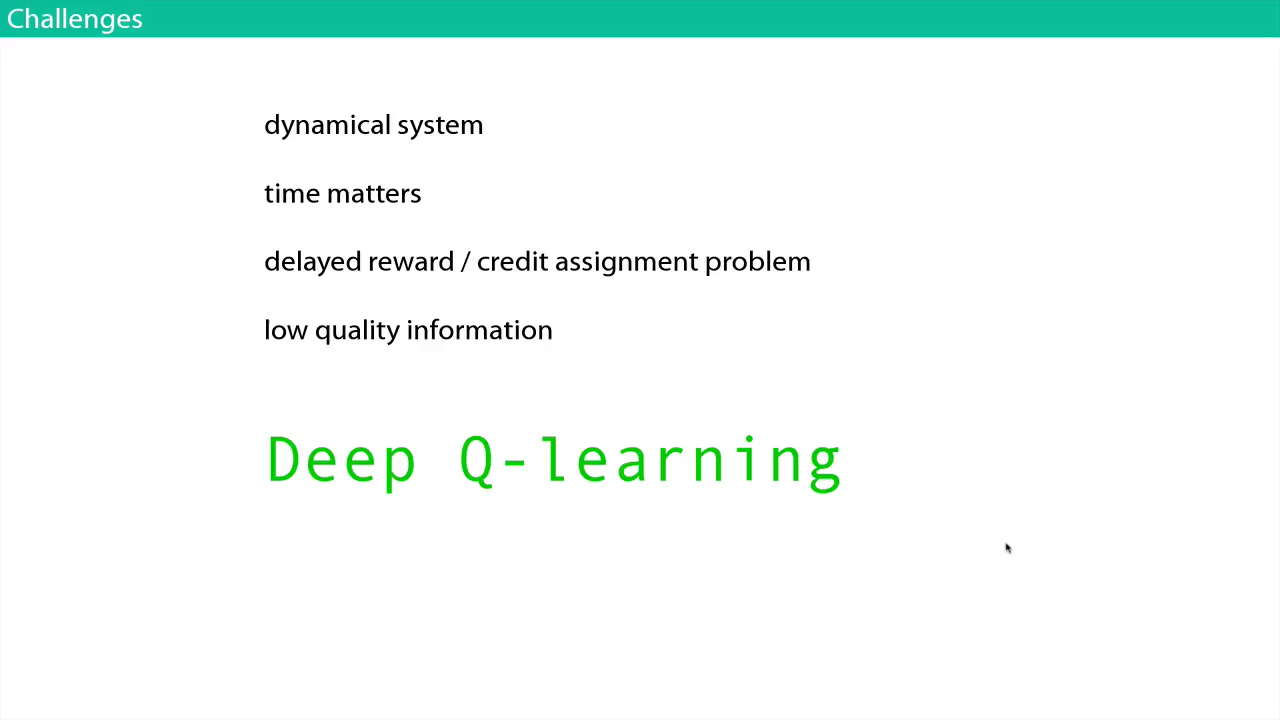 Challenges
dynamical system
time matters
delayed reward / credit assignment problem
low quality information
Deep Q-learning